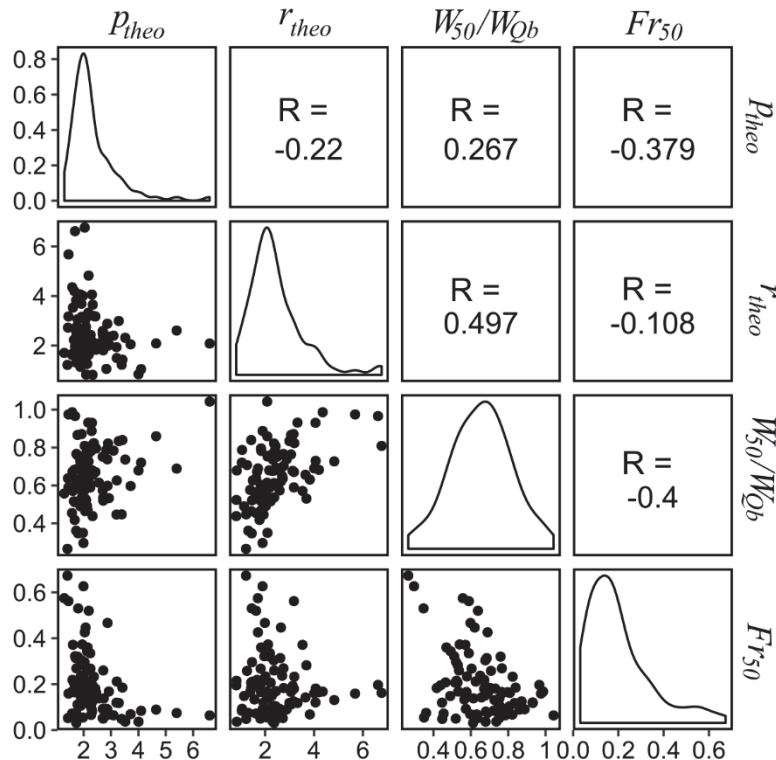 p_theo r_theo W_50/W_Qb Fr_50
0.8
0.6
0.4
0.2
0.0
R =
-0.22
R =
0.267
R =
-0.379
p_theo
6
4
2
R =
0.497
R =
-0.108
r_theo
1.0
0.8
0.6
0.4
R =
-0.4
W_50/W_Qb
0.6
0.4
0.2
0.0
Fr_50
2 4 6 2 4 6 0.4 0.6 0.8 1 0.0 0.2 0.4 0.6